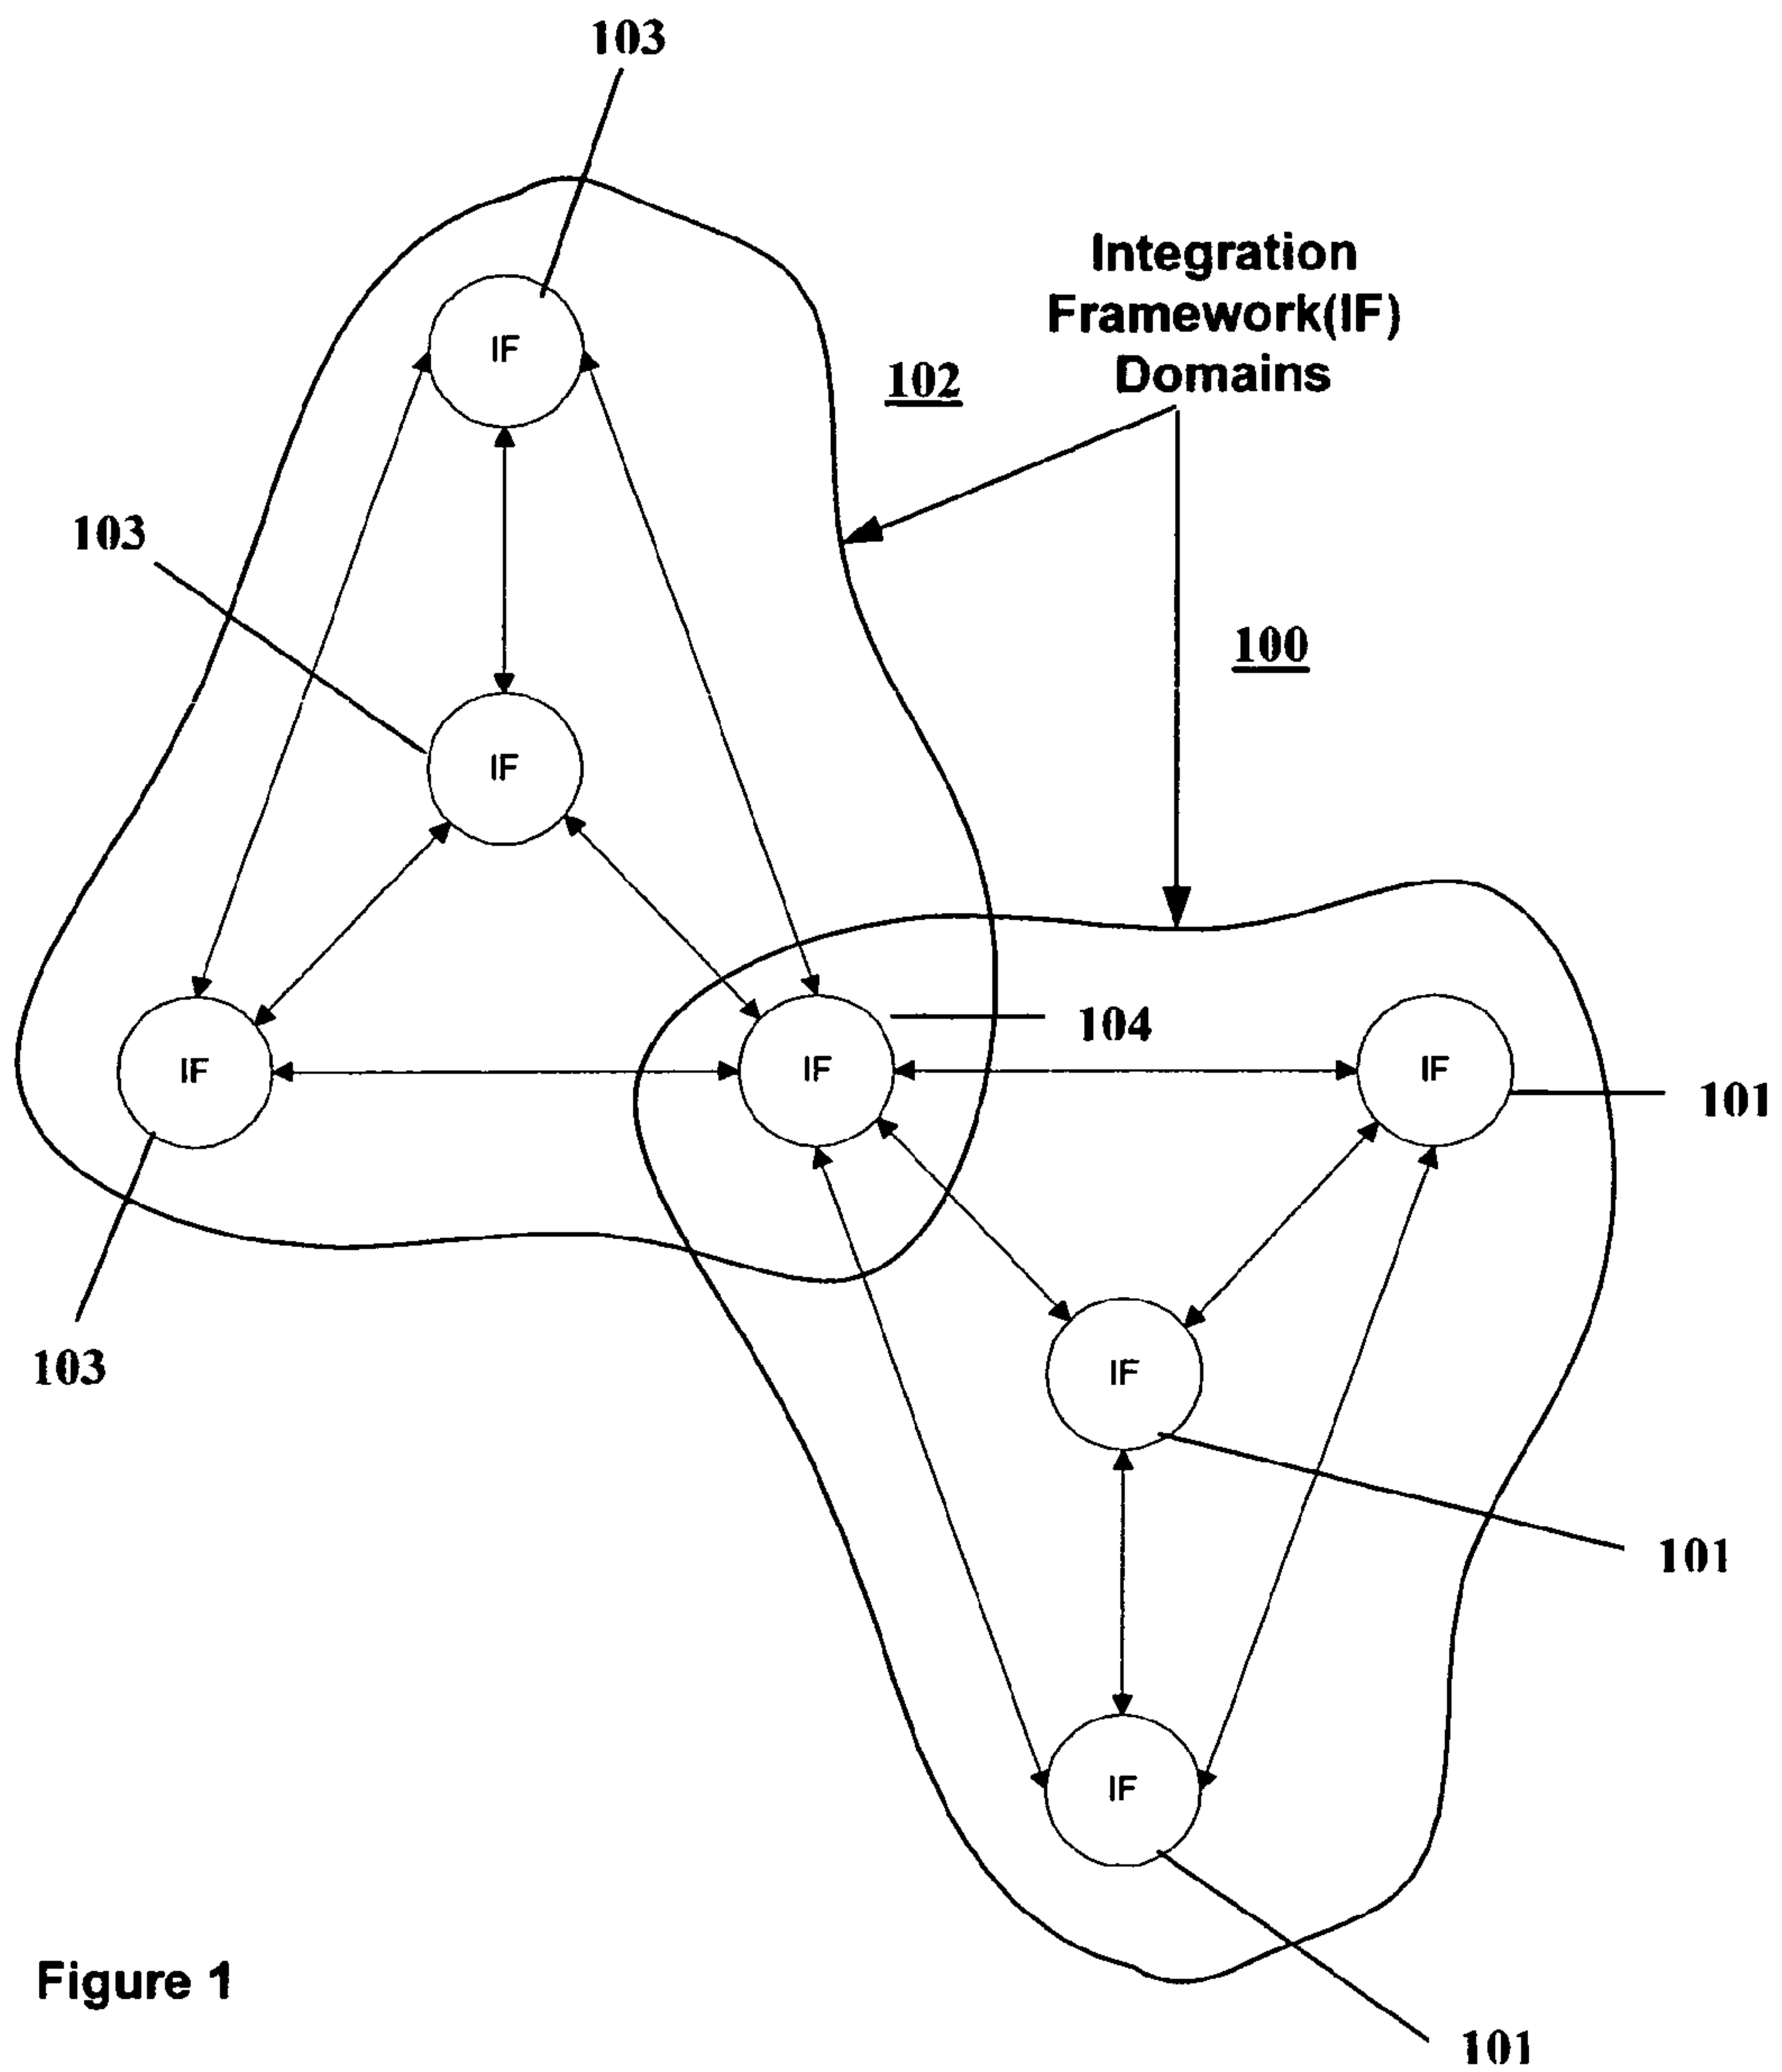 103
Integration
Framework(IF)
Domains
102
IF
103
100
IF
104
IF
IF
IF
101
103
IF
101
IF
Figure 1
101